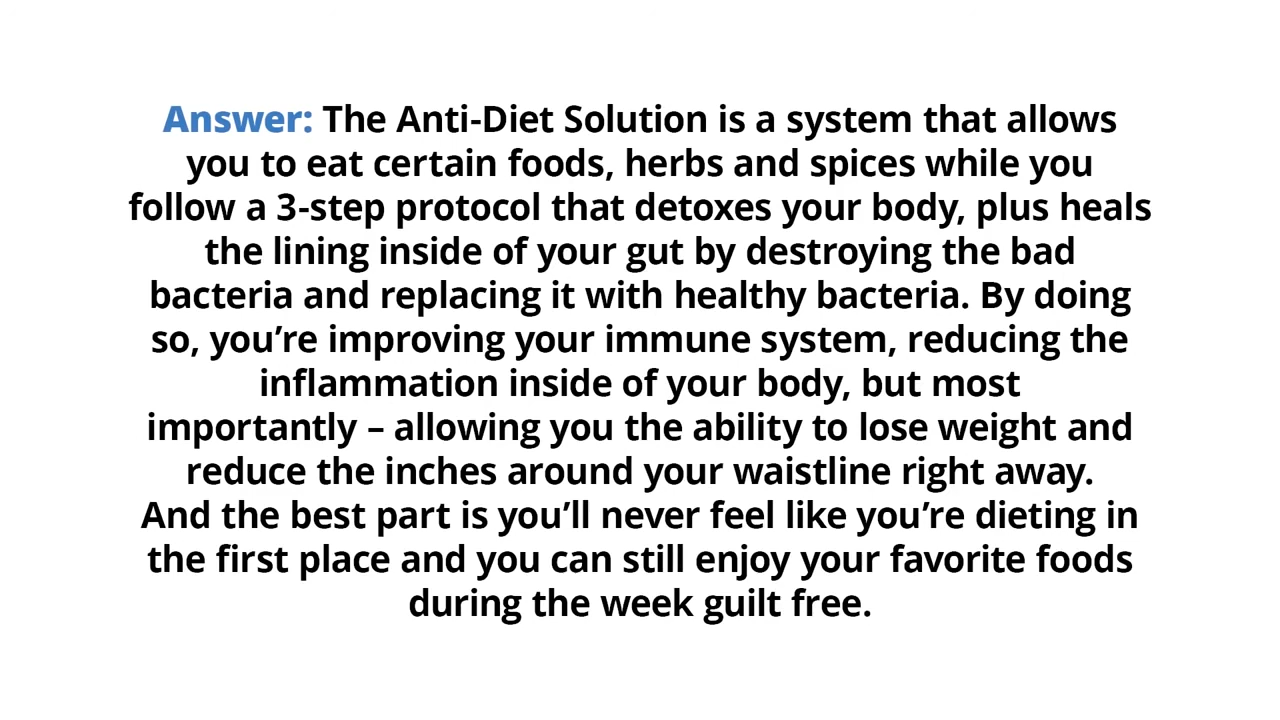 Answer: The Anti-Diet Solution is a system that allows
you to eat certain foods, herbs and spices while you
follow a 3-step protocol that detoxes your body, plus heals
the lining inside of your gut by destroying the bad
bacteria and replacing it with healthy bacteria. By doing
so, you’re improving your immune system, reducing the
inflammation inside of your body, but most
importantly – allowing you the ability to lose weight and
reduce the inches around your waistline right away.
And the best part is you’ll never feel like you’re dieting in
the first place and you can still enjoy your favorite foods
during the week guilt free.